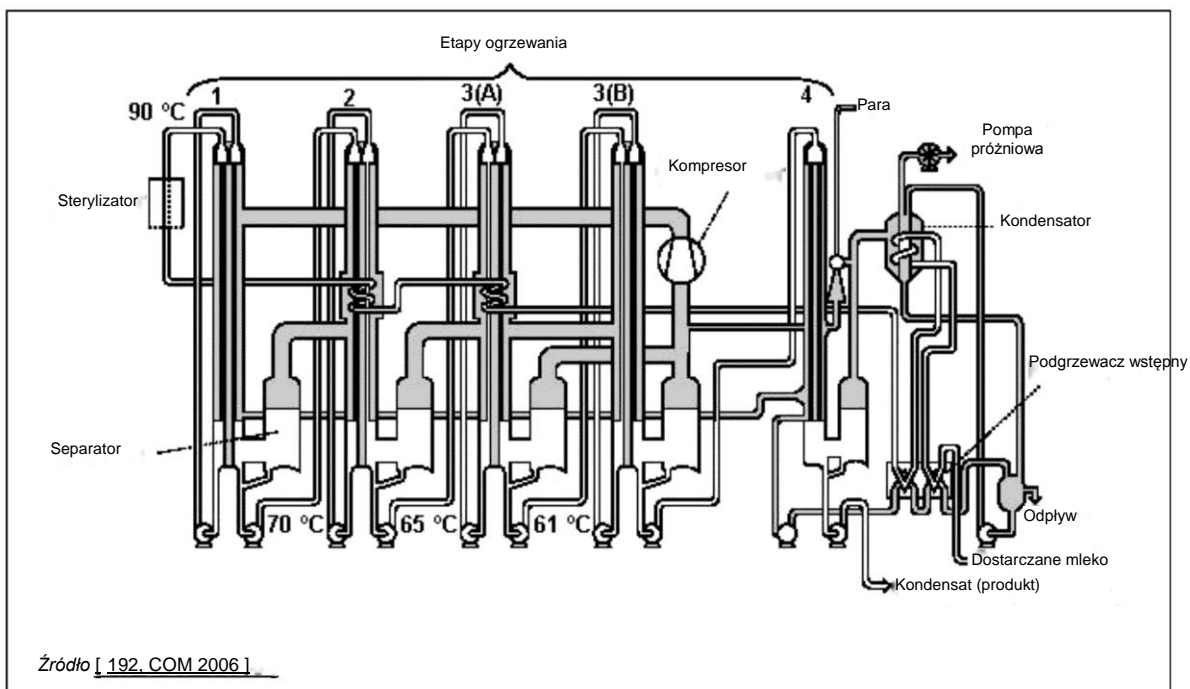 Etapy ogrzewania
90 °C
1
2
3(A)
3(B)
4
Para
Pompa
próżniowa
Kompresor
Sterylizator
Kondensator
Podgrzewacz wstępny
Separator
70 °C
65 °C
61 °C
Odpływ
Dostarczane mleko
Kondensat (produkt)
Źródło [ 192, COM 2006 ]